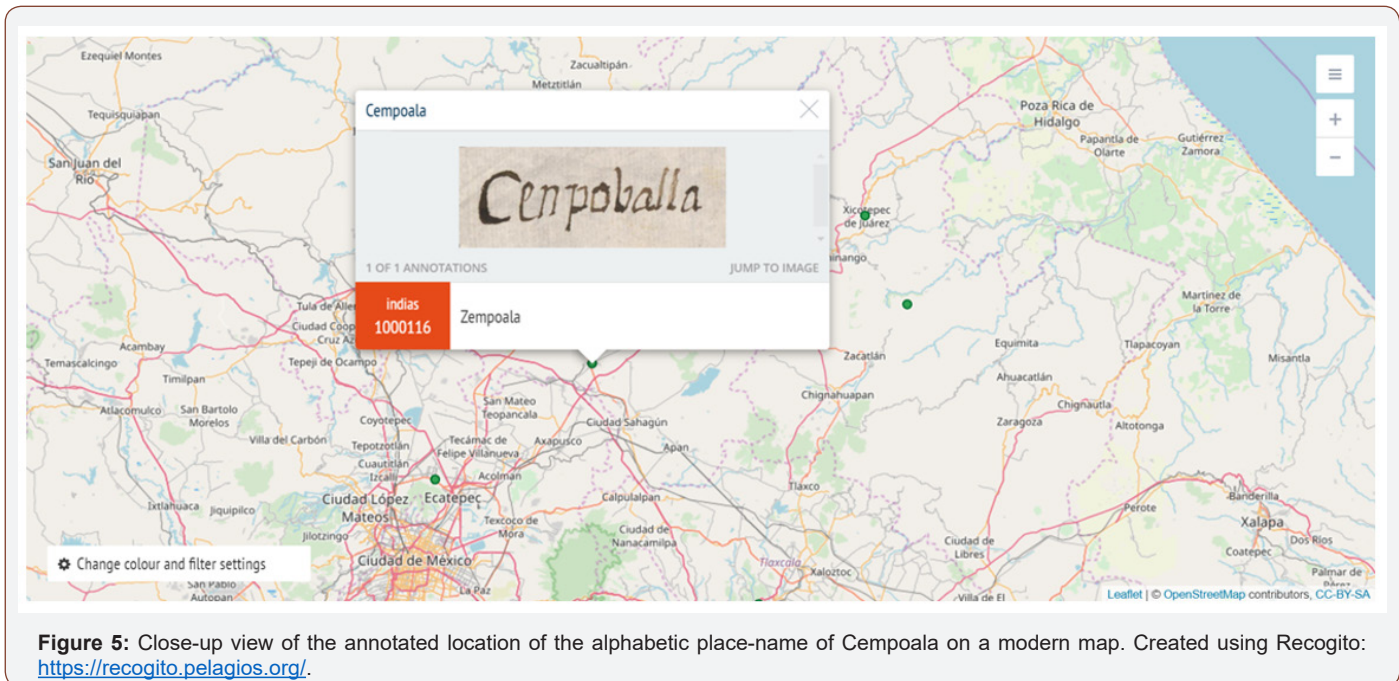 Ezequiel Montes
Zacualtipán
Metztitlán
Tequisquiapan
San Juan del
Río
Poza Rica de
Hidalgo
Papantla de
Olarte
Gutiérrez
Zamora
Cempoala
Cenpoballa
1 OF 1 ANNOTATIONS
JUMP TO IMAGE
indias
1000116
Zempoala
Xicotepec
de Juárez
Martínez de
la Torre
Acambay
Temascalcingo
Timilpan
Tepeji de Ocampo
Zacatlán
Equimita
Tlapacoyan
Misantla
Ahuacatlán
Chignahuapan
Zaragoza
Chignautla
Altotonga
Atlacomulco
San Bartolo
Morelos
Villa del Carbón
Coyotepec
San Mateo
Teopancala
Ciudad Sahagún
Tepotzotlán
Tecámac de
Felipe Villanueva
Axapusco
Apan
Cuautitlán
Izcalli
Acolman
Ixtlahuaca
Jiquipilco
Ciudad López
Mateos
Ecatepec
Calpulalpan
Tlaxco
Perote
Banderilla
Xalapa
Jilotzingo
Texcoco de
Mora
Ciudad de
Nanacamilpa
Ciudad de
Libres
Coatepec
Dos Ríos
Change colour and filter settings
Ciudad de México
La Paz
Tlaxcala
Xaloztoc
Villa de El
Palmar de
San Pablo
Autopan
Leaflet | © OpenStreetMap contributors, CC-BY-SA
Figure 5: Close-up view of the annotated location of the alphabetic place-name of Cempoala on a modern map. Created using Recogito:
https://recogito.pelagios.org/.